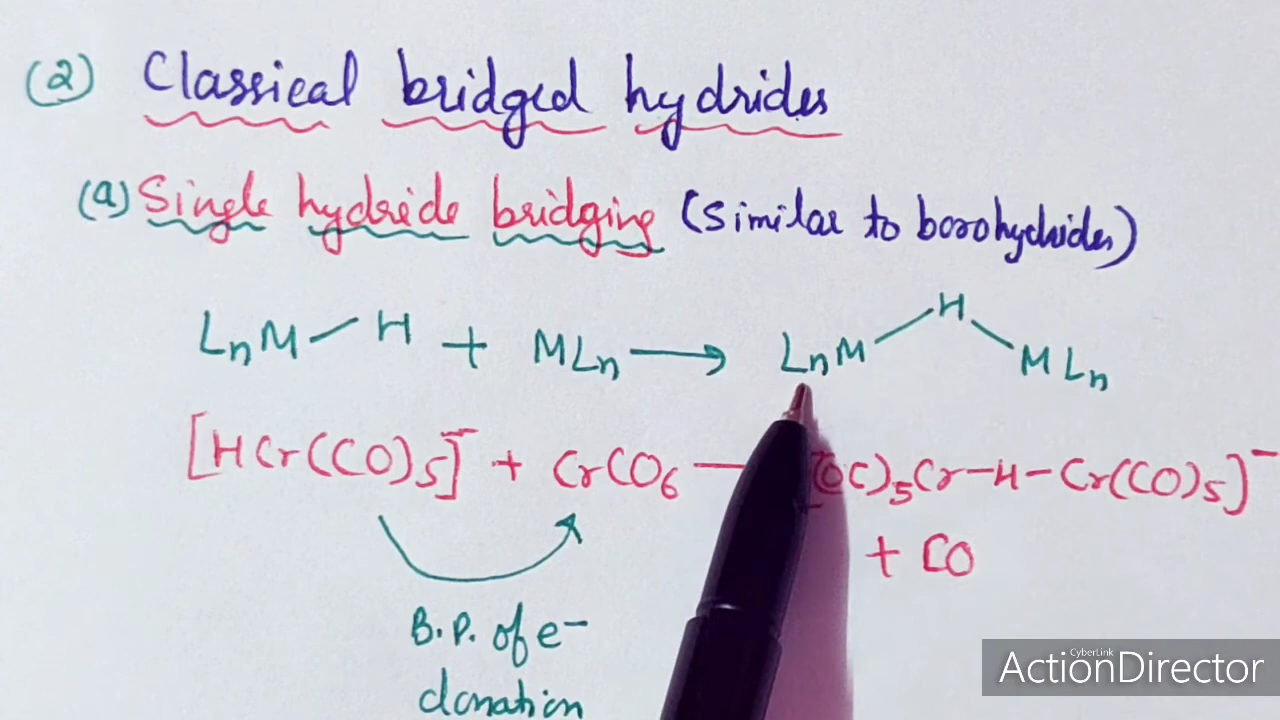 (2) Classical bridged hydrides
(a) Single hydride bridging (similar to borohydrides)
LnM—H + MLn → LnM—H—MLn
[HCr(CO)5]⁻ + CrCO6 — [OC)5Cr-H-Cr(CO)5]⁻
+ CO
B.P. of e⁻
donation
CyberLink
ActionDirector